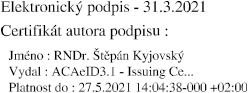 Elektronický podpis - 31.3.2021
Certifikát autora podpisu :
Jméno : RNDr. Štěpán Kyjovský
Vydal : ACAeID3.1 - Issuing Ce...
Platnost do : 27.5.2021 14:04:38-000 +02:00